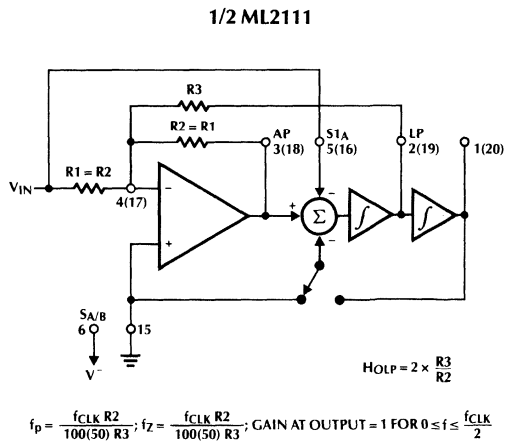 1/2 ML2111
R3
R2 = R1
AP
3(18)
S1A
5(16)
LP
2(19)
1(20)
R1 = R2
VIN
4(17)
−
+
+
−
Σ
−
∫
∫
SA/B
6
15
V−
HOLP = 2 × R3/R2
fp = fCLK R2/100(50) R3; fZ = fCLK R2/100(50) R3; GAIN AT OUTPUT = 1 FOR 0 ≤ f ≤ fCLK/2